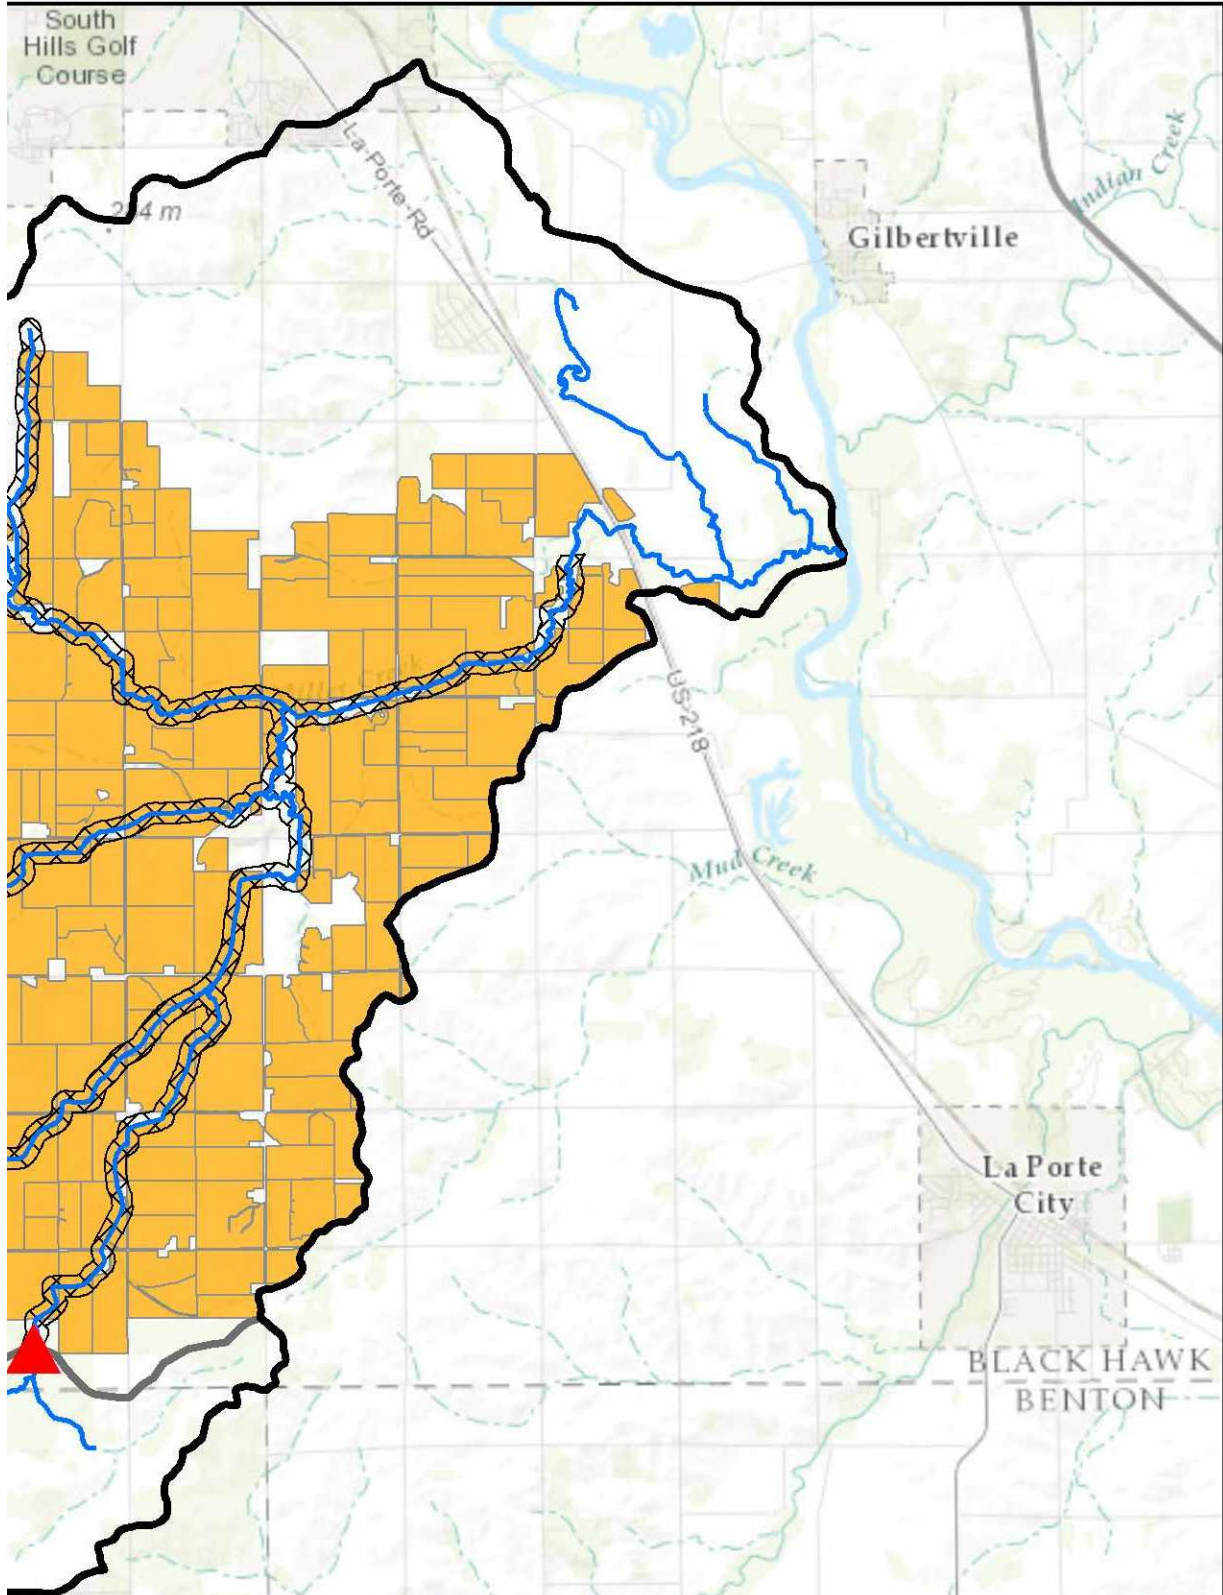 South
Hills Golf
Course
La-Porte-Rd
Indian Creek
Gilbertville
US-218
Mud Creek
La Porte
City
BLACK HAWK
BENTON